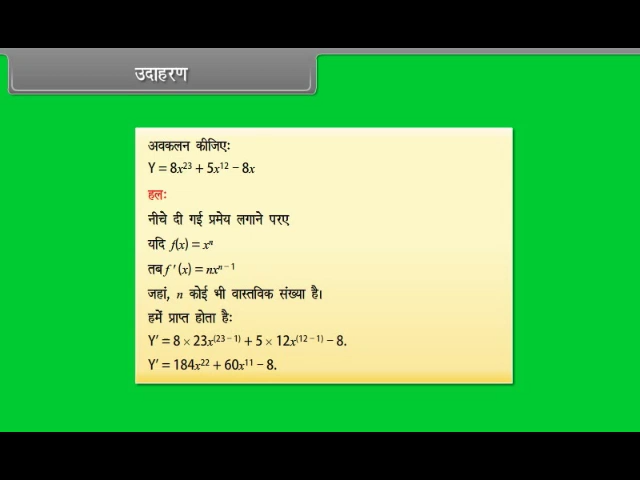 उदाहरण
अवकलन कीजिए:
Y = 8x²³ + 5x¹² − 8x
हल:
नीचे दी गई प्रमेय लगाने परए
यदि f(x) = xⁿ
तब f ′(x) = nxⁿ⁻¹
जहां, n कोई भी वास्तविक संख्या है।
हमें प्राप्त होता है:
Y′ = 8 × 23x⁽²³⁻¹⁾ + 5 × 12x⁽¹²⁻¹⁾ − 8.
Y′ = 184x²² + 60x¹¹ − 8.